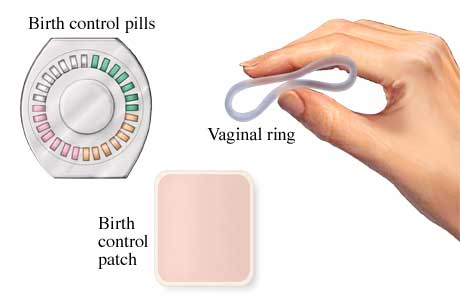 Birth control pills
Vaginal ring
Birth
control
patch